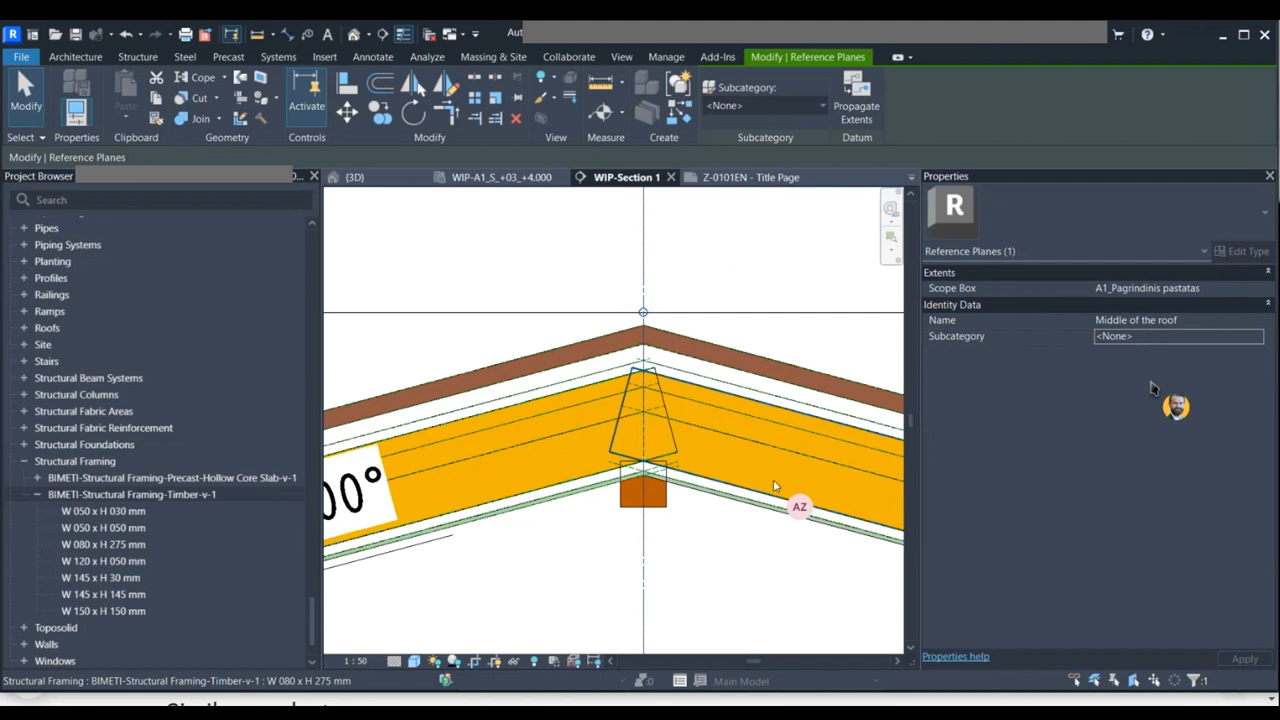 R
A
Aut
File
Architecture
Structure
Steel
Precast
Systems
Insert
Annotate
Analyze
Massing & Site
Collaborate
View
Manage
Add-Ins
Modify | Reference Planes
Modify
Paste
Cope
Cut
Join
Activate
Subcategory:
<None>
Propagate
Extents
Select
Properties
Clipboard
Geometry
Controls
Modify
View
Measure
Create
Subcategory
Datum
Modify | Reference Planes
Project Browser
0...
{3D}
WIP-A1_S_+03_+4.000
WIP-Section 1
Z-0101EN - Title Page
Properties
Search
Pipes
Piping Systems
Planting
Profiles
Railings
Ramps
Roofs
Site
Stairs
Structural Beam Systems
Structural Columns
Structural Fabric Areas
Structural Fabric Reinforcement
Structural Foundations
Structural Framing
BIMETI-Structural Framing-Precast-Hollow Core Slab-v-1
BIMETI-Structural Framing-Timber-v-1
W 050 x H 030 mm
W 050 x H 050 mm
W 080 x H 275 mm
W 120 x H 050 mm
W 145 x H 30 mm
W 145 x H 145 mm
W 150 x H 150 mm
Toposolid
Walls
Windows
00°
AZ
R
Reference Planes (1)
Edit Type
Extents
Scope Box A1_Pagrindinis pastatas
Identity Data
Name Middle of the roof
Subcategory <None>
Properties help
Apply
1 : 50
Structural Framing : BIMETI-Structural Framing-Timber-v-1 : W 080 x H 275 mm
:0
Main Model
:1